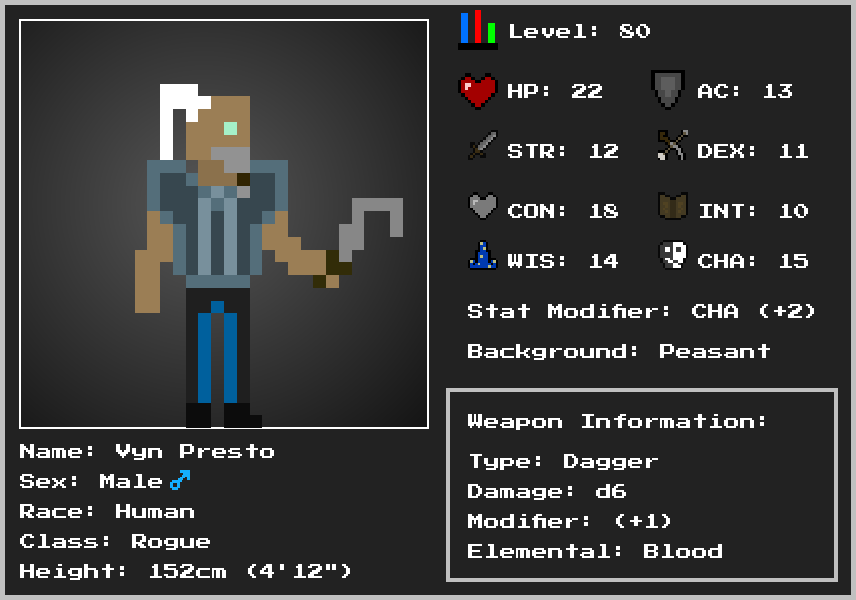 Level: 80
HP: 22 AC: 13
STR: 12 DEX: 11
CON: 18 INT: 10
WIS: 14 CHA: 15
Stat Modifier: CHA (+2)
Background: Peasant
Weapon Information:
Type: Dagger
Damage: d6
Modifier: (+1)
Elemental: Blood
Name: Vyn Presto
Sex: Male ♂
Race: Human
Class: Rogue
Height: 152cm (4'12")